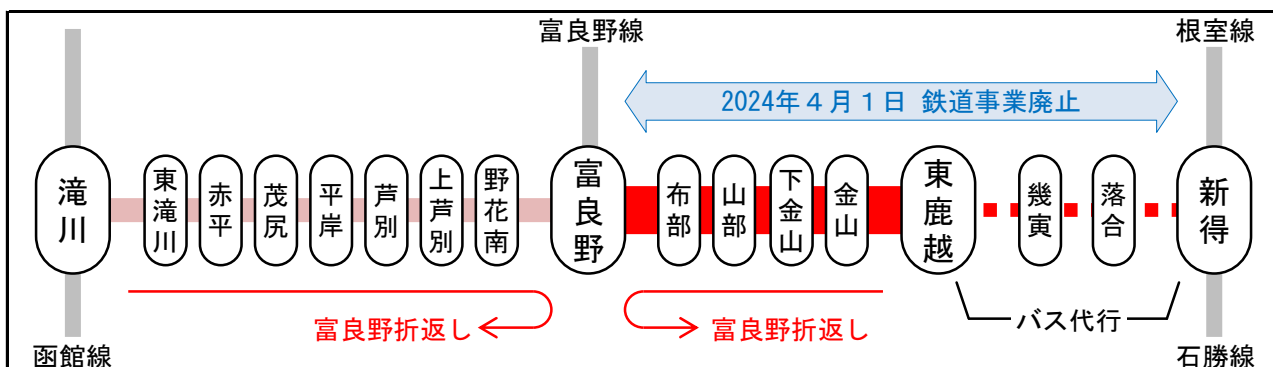 富良野線
根室線
2024年4月1日 鉄道事業廃止
滝川
東滝川
赤平
茂尻
平岸
芦別
上芦別
野花南
富良野
布部
山部
下金山
金山
東鹿越
幾寅
落合
新得
富良野折返し
富良野折返し
バス代行
函館線
石勝線